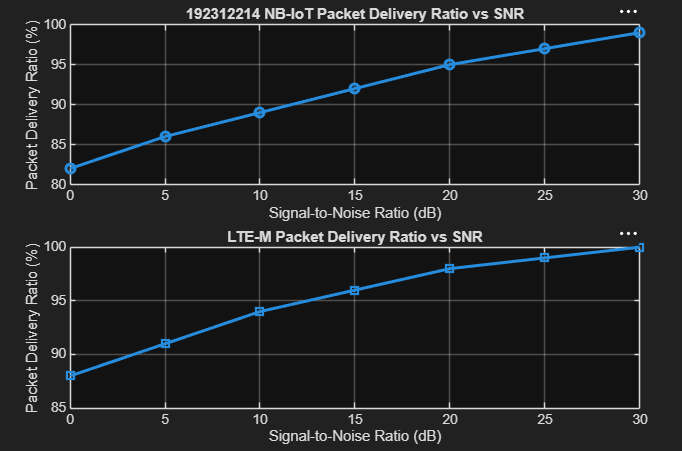 192312214 NB-IoT Packet Delivery Ratio vs SNR
Packet Delivery Ratio (%)
100
95
90
85
80
0 5 10 15 20 25 30
Signal-to-Noise Ratio (dB)
LTE-M Packet Delivery Ratio vs SNR
Packet Delivery Ratio (%)
100
95
90
85
0 5 10 15 20 25 30
Signal-to-Noise Ratio (dB)